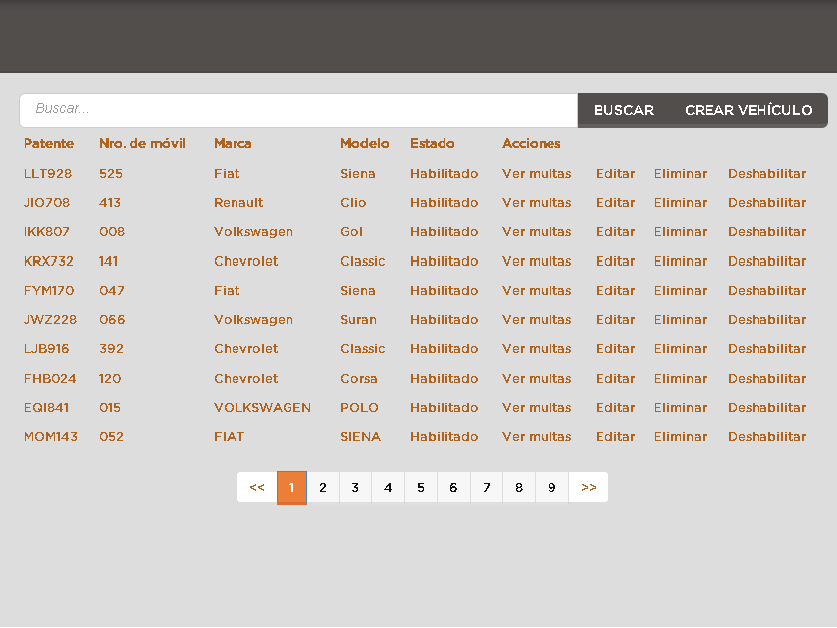 Buscar... BUSCAR CREAR VEHÍCULO
Patente Nro. de móvil Marca Modelo Estado Acciones
LLT928 525 Fiat Siena Habilitado Ver multas Editar Eliminar Deshabilitar
JIO708 413 Renault Clio Habilitado Ver multas Editar Eliminar Deshabilitar
IKK807 008 Volkswagen Gol Habilitado Ver multas Editar Eliminar Deshabilitar
KRX732 141 Chevrolet Classic Habilitado Ver multas Editar Eliminar Deshabilitar
FYM170 047 Fiat Siena Habilitado Ver multas Editar Eliminar Deshabilitar
JWZ228 066 Volkswagen Suran Habilitado Ver multas Editar Eliminar Deshabilitar
LJB916 392 Chevrolet Classic Habilitado Ver multas Editar Eliminar Deshabilitar
FHB024 120 Chevrolet Corsa Habilitado Ver multas Editar Eliminar Deshabilitar
EQI841 015 VOLKSWAGEN POLO Habilitado Ver multas Editar Eliminar Deshabilitar
MOM143 052 FIAT SIENA Habilitado Ver multas Editar Eliminar Deshabilitar
<< 1 2 3 4 5 6 7 8 9 >>